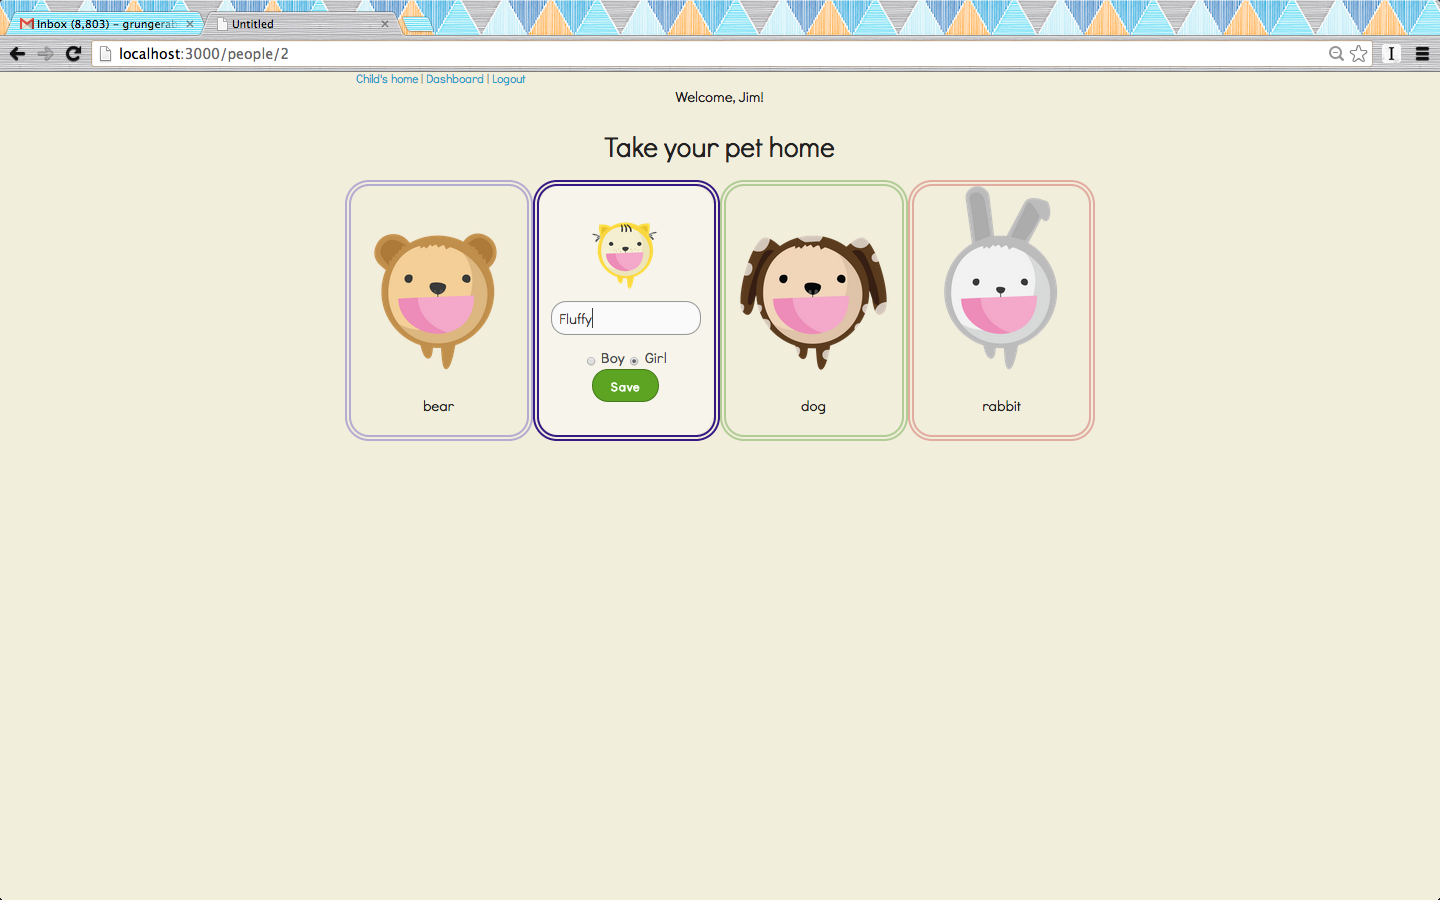 Inbox (8,803) – grungerab
Untitled
localhost:3000/people/2
Child's home | Dashboard | Logout
Welcome, Jim!
Take your pet home
Fluffy
Boy Girl
Save
bear
dog
rabbit